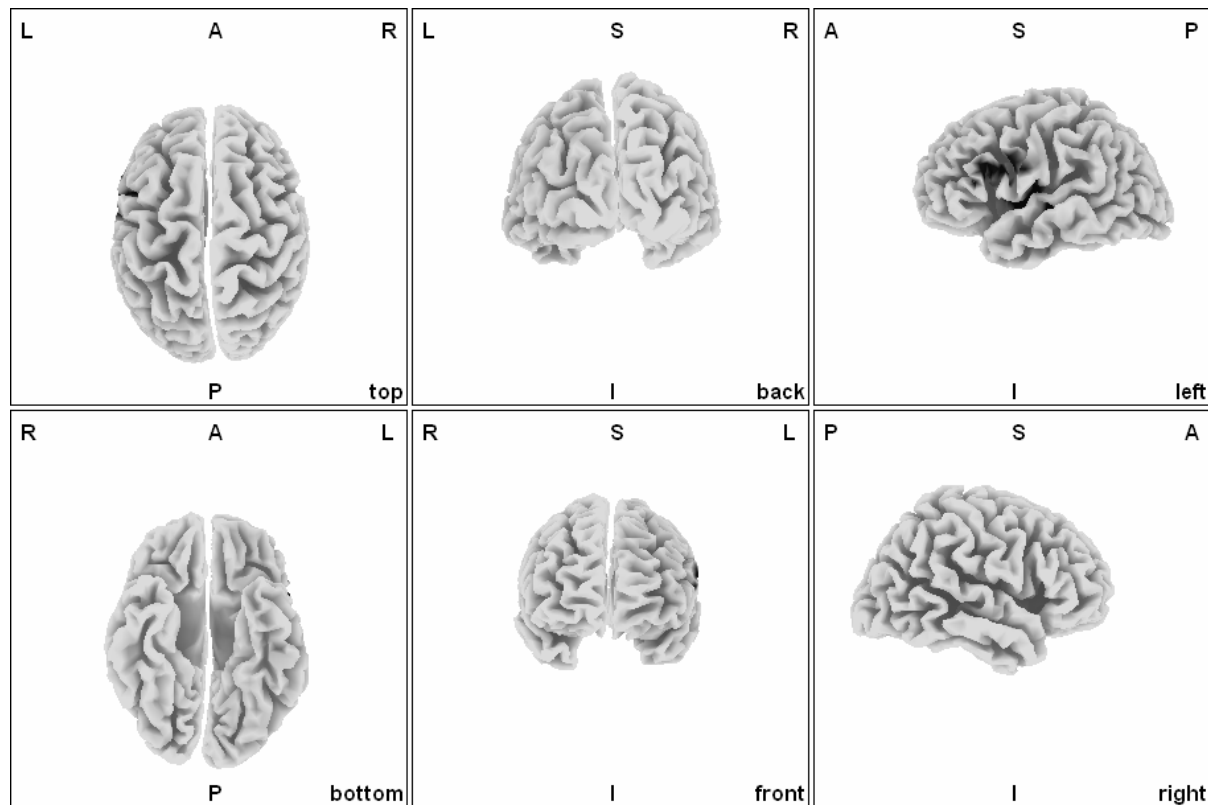 L A R
P top
L S R
I back
A S P
I left
R A L
P bottom
R S L
I front
P S A
I right